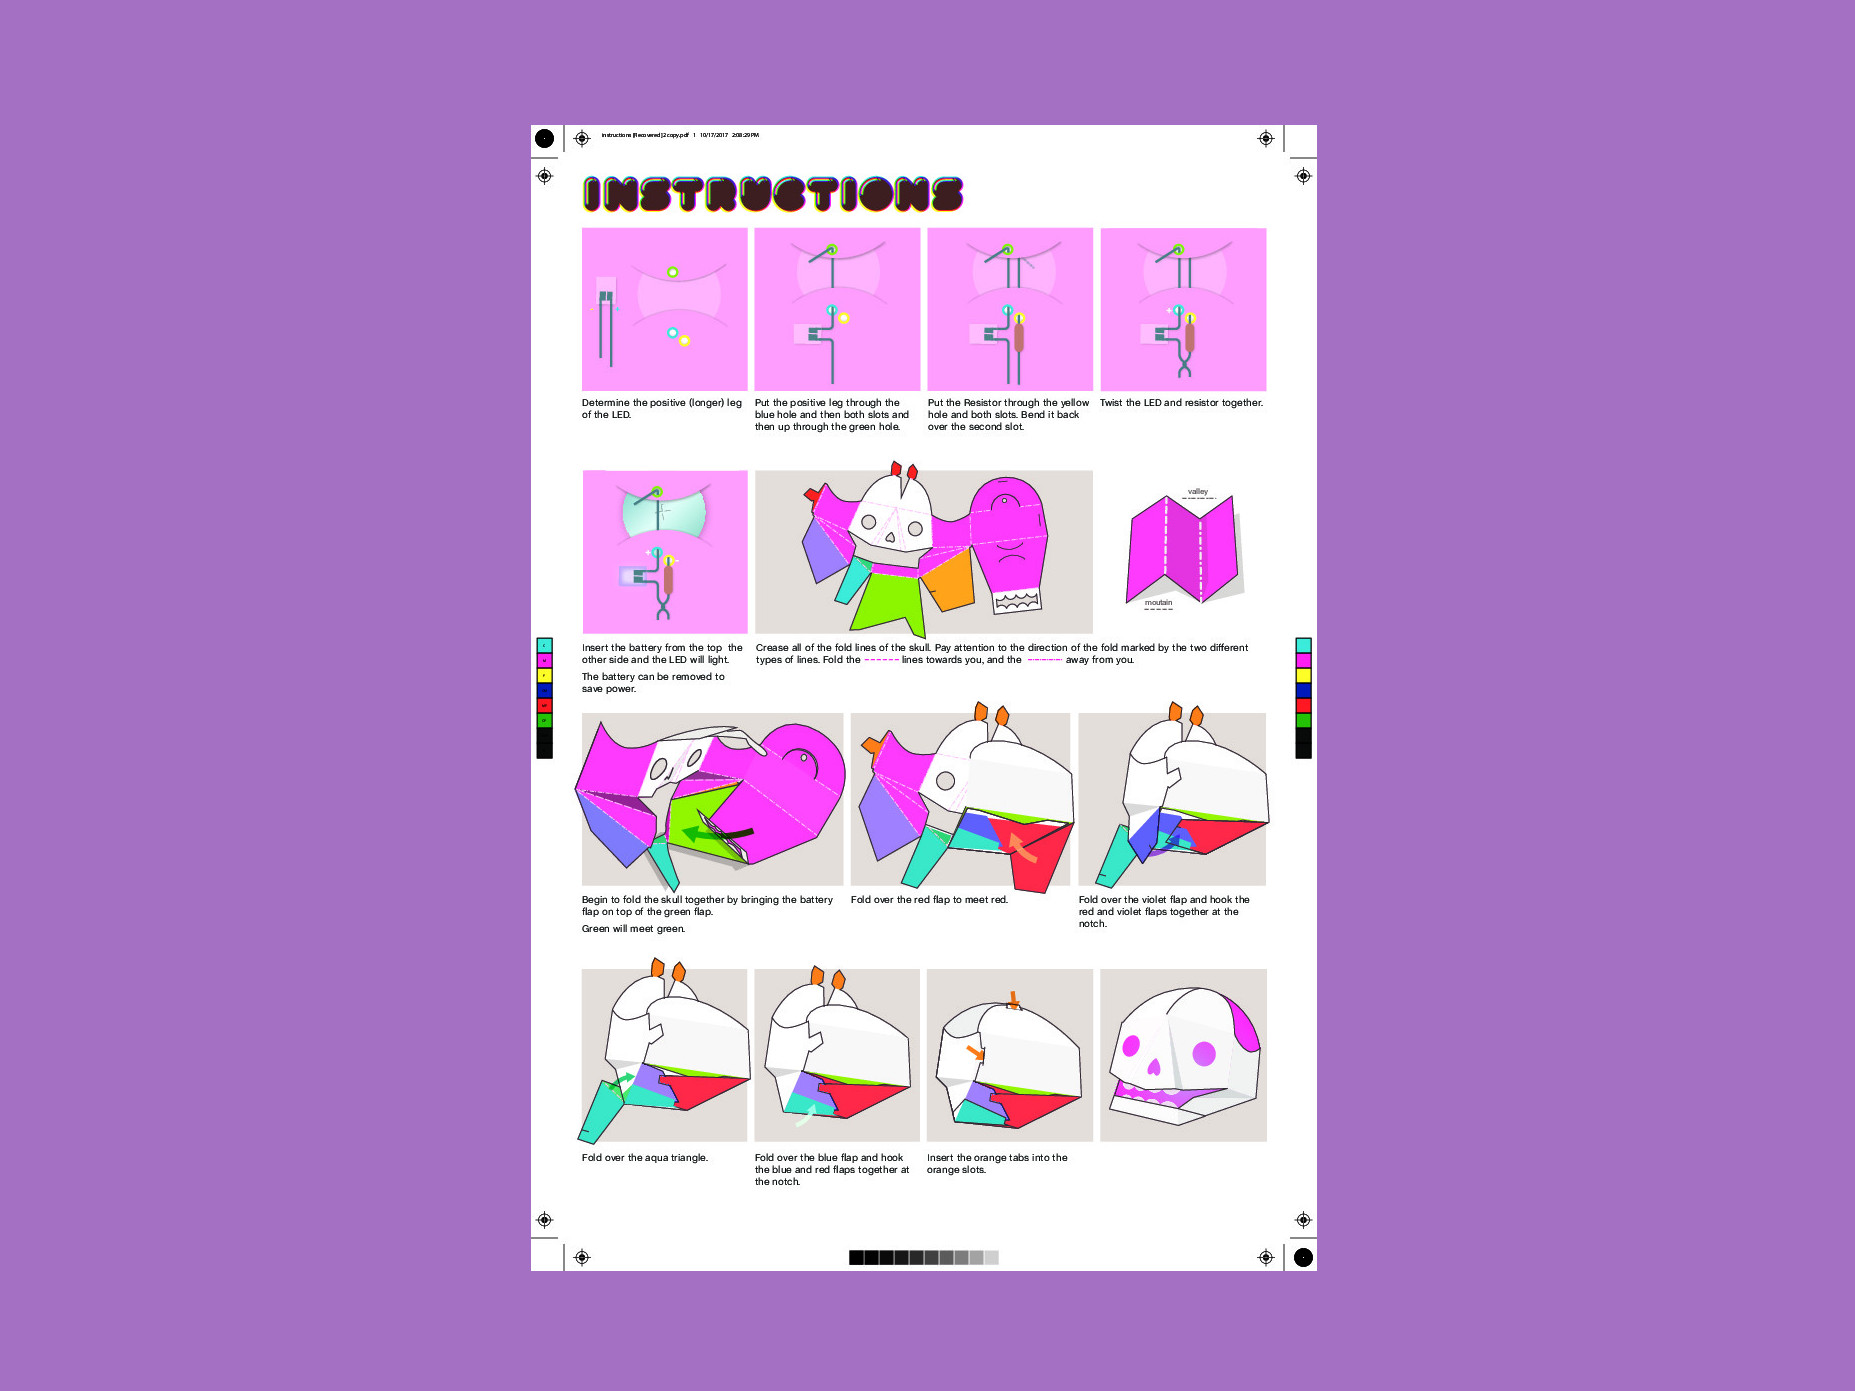 instructions [Recovered] 2 copy.pdf 1 10/17/2017 2:08:29 PM
INSTRUCTIONS
Determine the positive (longer) leg
of the LED.
Put the positive leg through the
blue hole and then both slots and
then up through the green hole.
Put the Resistor through the yellow
hole and both slots. Bend it back
over the second slot.
Twist the LED and resistor together.
valley
moutain
Insert the battery from the top the
other side and the LED will light.
The battery can be removed to
save power.
Crease all of the fold lines of the skull. Pay attention to the direction of the fold marked by the two different
types of lines. Fold the lines towards you, and the away from you.
Begin to fold the skull together by bringing the battery
flap on top of the green flap.
Green will meet green.
Fold over the red flap to meet red.
Fold over the violet flap and hook the
red and violet flaps together at the
notch.
Fold over the aqua triangle.
Fold over the blue flap and hook
the blue and red flaps together at
the notch.
Insert the orange tabs into the
orange slots.